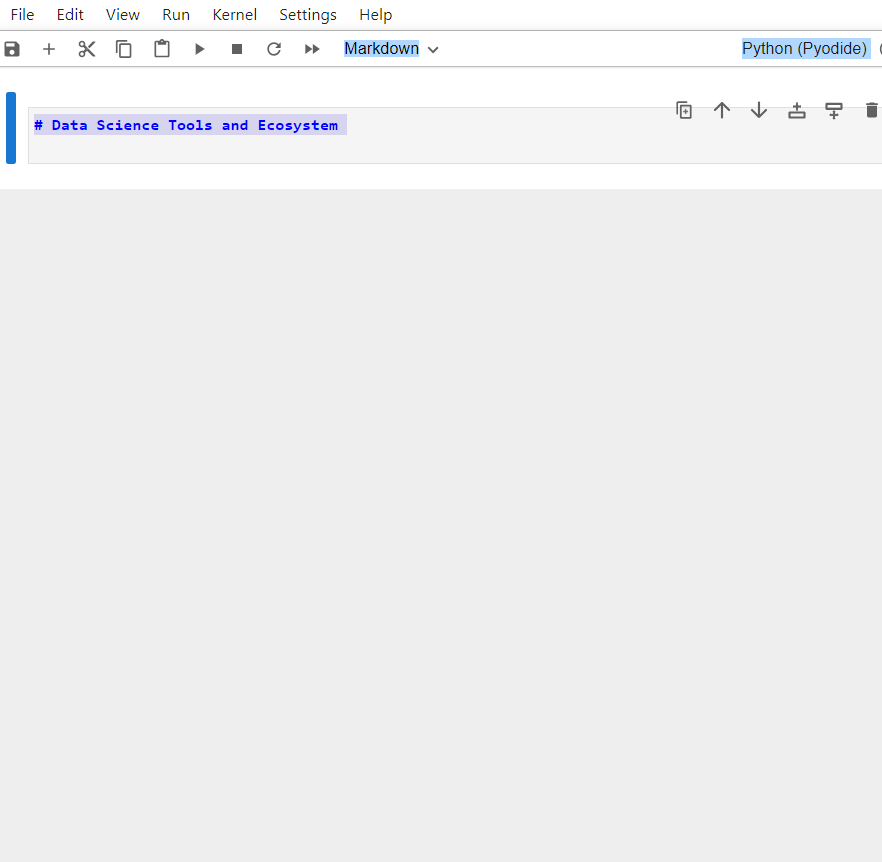 File Edit View Run Kernel Settings Help
Markdown Python (Pyodide)
# Data Science Tools and Ecosystem